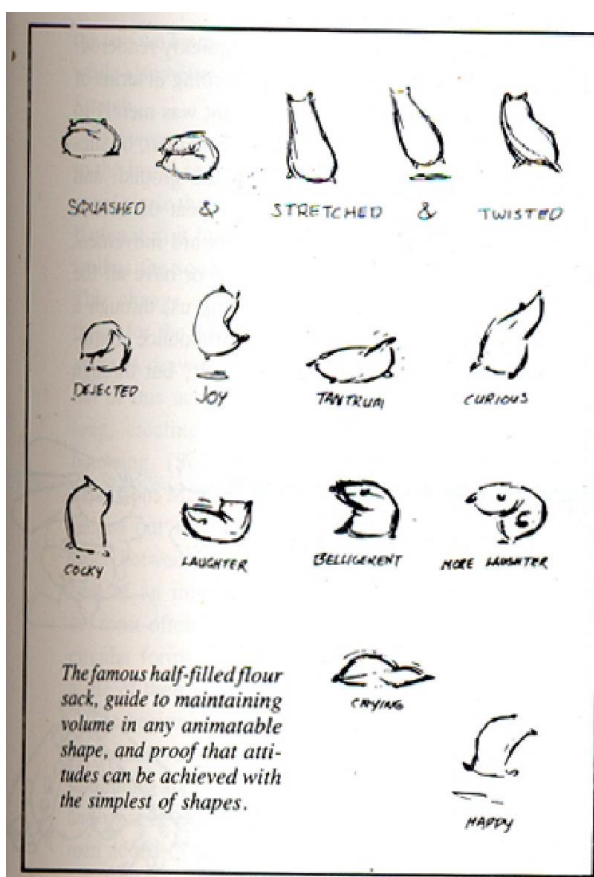 SQUASHED & STRETCHED & TWISTED
DEJECTED JOY TANTRUM CURIOUS
COCKY LAUGHTER BELLIGERENT MORE LAUGHTER
CRYING
HAPPY
The famous half-filled flour
sack, guide to maintaining
volume in any animatable
shape, and proof that atti-
tudes can be achieved with
the simplest of shapes.